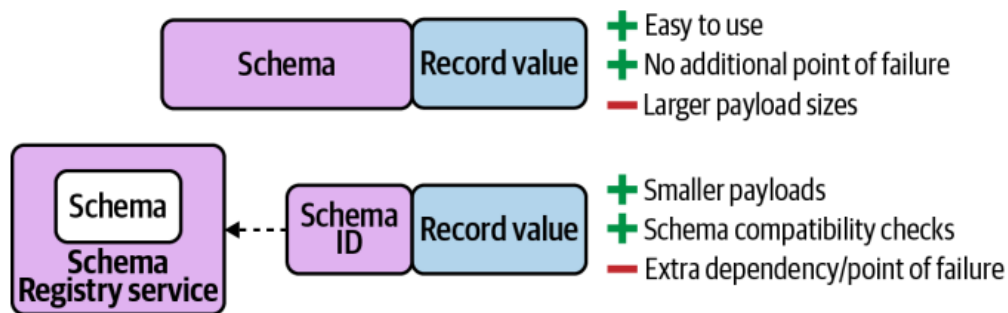 Schema
Record value
Easy to use
No additional point of failure
Larger payload sizes
Schema
Schema
Registry service
Schema
ID
Record value
Smaller payloads
Schema compatibility checks
Extra dependency/point of failure